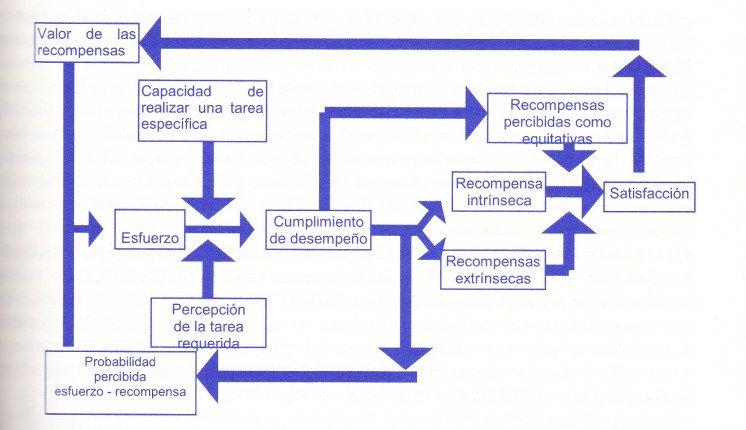 Valor de las
recompensas
Capacidad de
realizar una tarea
específica
Recompensas
percibidas como
equitativas
Recompensa
intrínseca
Satisfacción
Esfuerzo
Cumplimiento
de desempeño
Recompensas
extrínsecas
Percepción
de la tarea
requerida
Probabilidad
percibida
esfuerzo - recompensa